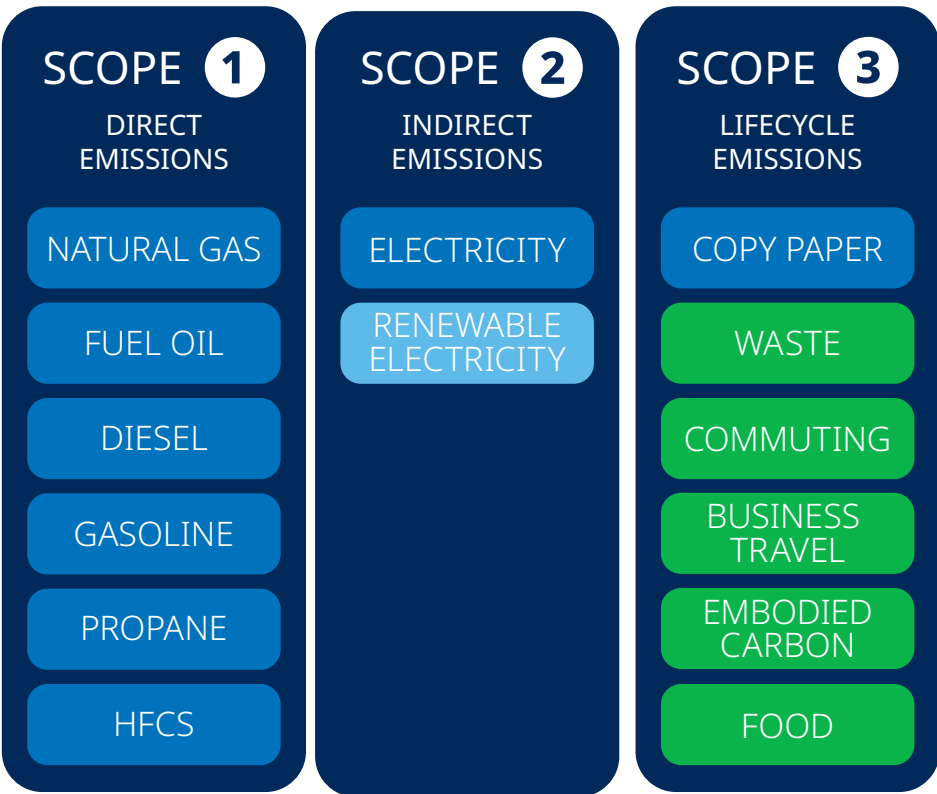 SCOPE 1
DIRECT
EMISSIONS
NATURAL GAS
FUEL OIL
DIESEL
GASOLINE
PROPANE
HFCS
SCOPE 2
INDIRECT
EMISSIONS
ELECTRICITY
RENEWABLE
ELECTRICITY
SCOPE 3
LIFECYCLE
EMISSIONS
COPY PAPER
WASTE
COMMUTING
BUSINESS
TRAVEL
EMBODIED
CARBON
FOOD